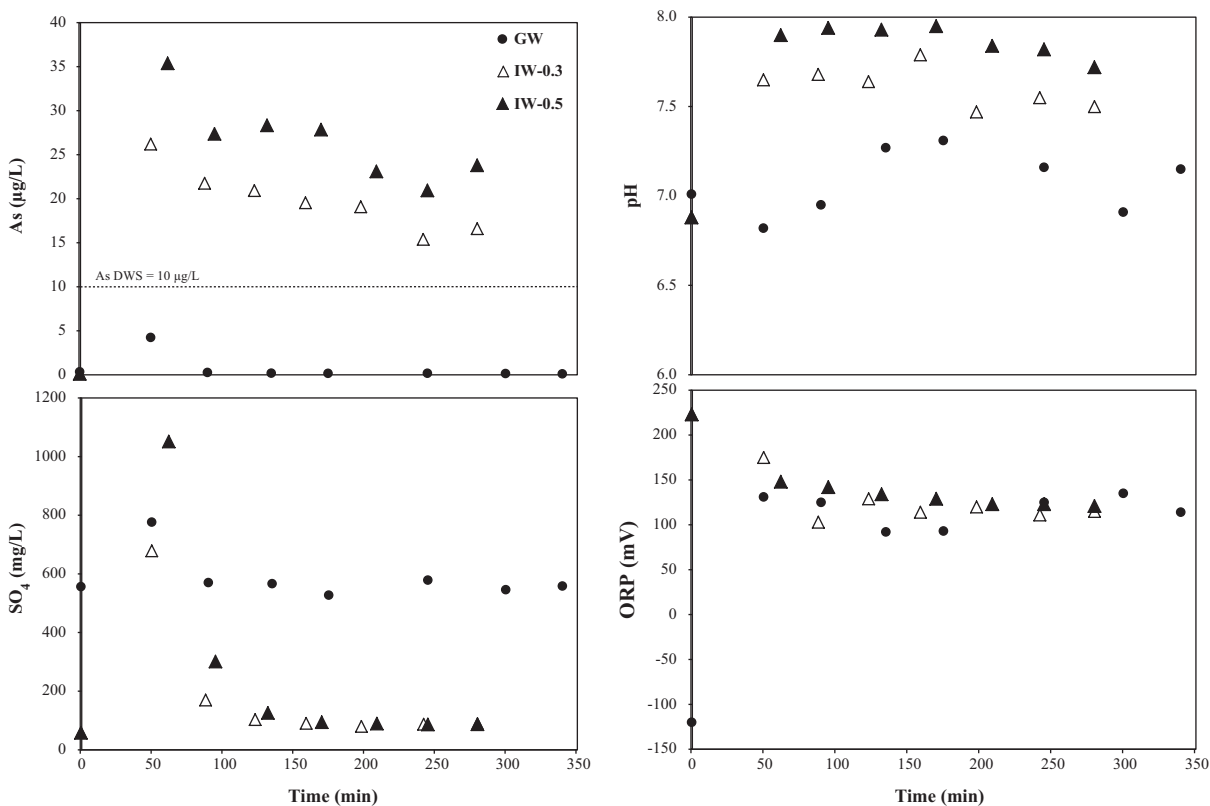 40
35
30
25
20
15
10
5
0
As (µg/L)
GW
IW-0.3
IW-0.5
As DWS = 10 µg/L
8.0
7.5
7.0
6.5
6.0
pH
1200
1000
800
600
400
200
0
SO4 (mg/L)
0 50 100 150 200 250 300 350
Time (min)
250
200
150
100
50
0
-50
-100
-150
ORP (mV)
0 50 100 150 200 250 300 350
Time (min)